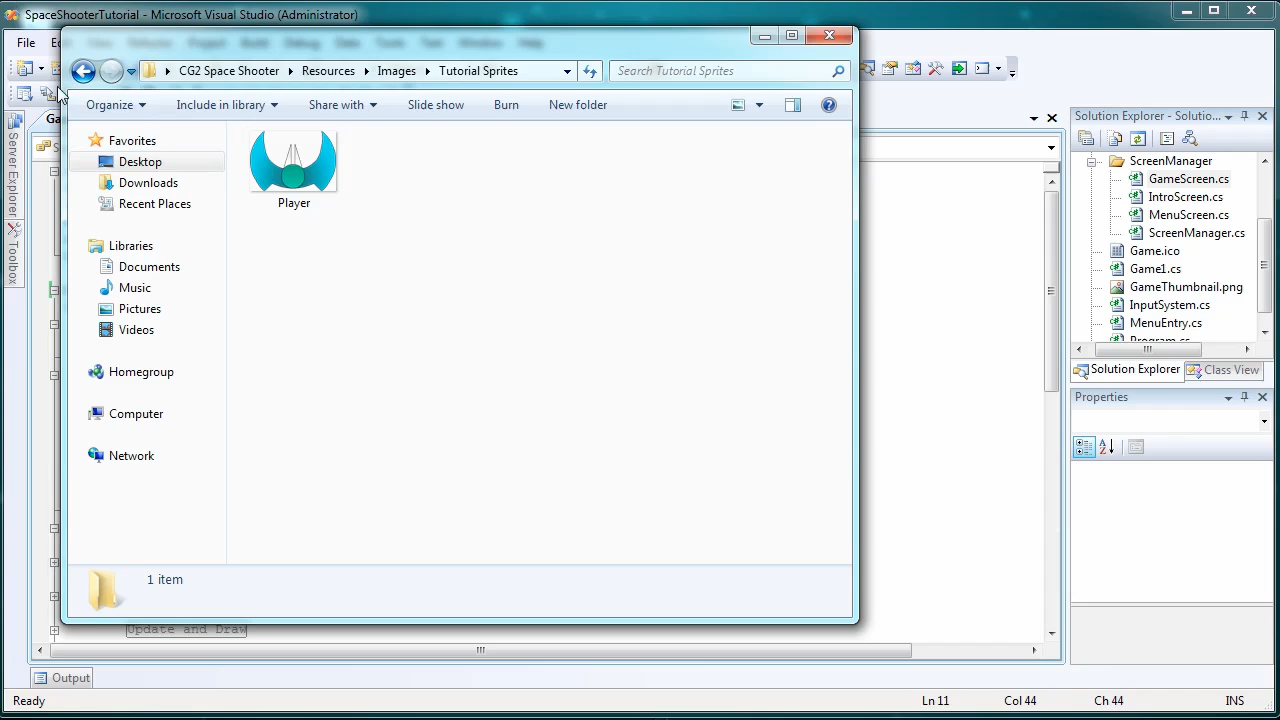 SpaceShooterTutorial - Microsoft Visual Studio (Administrator)
File
CG2 Space Shooter Resources Images Tutorial Sprites
Search Tutorial Sprites
Organize Include in library Share with Slide show Burn New folder
Favorites
Desktop
Downloads
Recent Places
Libraries
Documents
Music
Pictures
Videos
Homegroup
Computer
Network
Player
1 item
Server Explorer
Toolbox
Update and Draw
Solution Explorer - Solutio...
ScreenManager
GameScreen.cs
IntroScreen.cs
MenuScreen.cs
ScreenManager.cs
Game.ico
Game1.cs
GameThumbnail.png
InputSystem.cs
MenuEntry.cs
Program.cs
Solution Explorer Class View
Properties
Output
Ready Ln 11 Col 44 Ch 44 INS